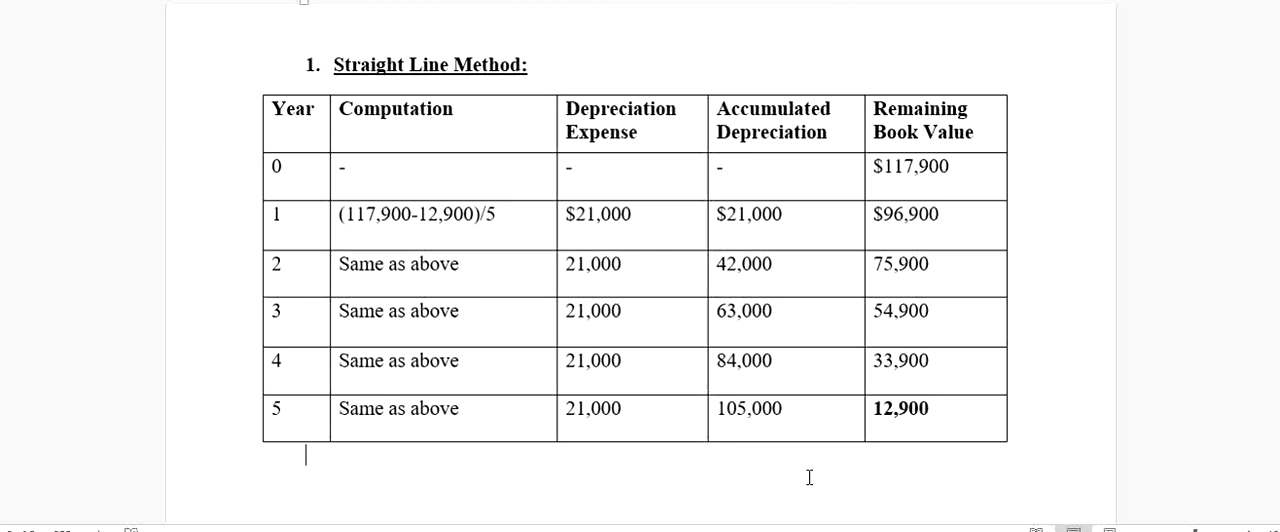 1. Straight Line Method:
Year Computation Depreciation Expense Accumulated Depreciation Remaining Book Value
0 - - - $117,900
1 (117,900-12,900)/5 $21,000 $21,000 $96,900
2 Same as above 21,000 42,000 75,900
3 Same as above 21,000 63,000 54,900
4 Same as above 21,000 84,000 33,900
5 Same as above 21,000 105,000 12,900